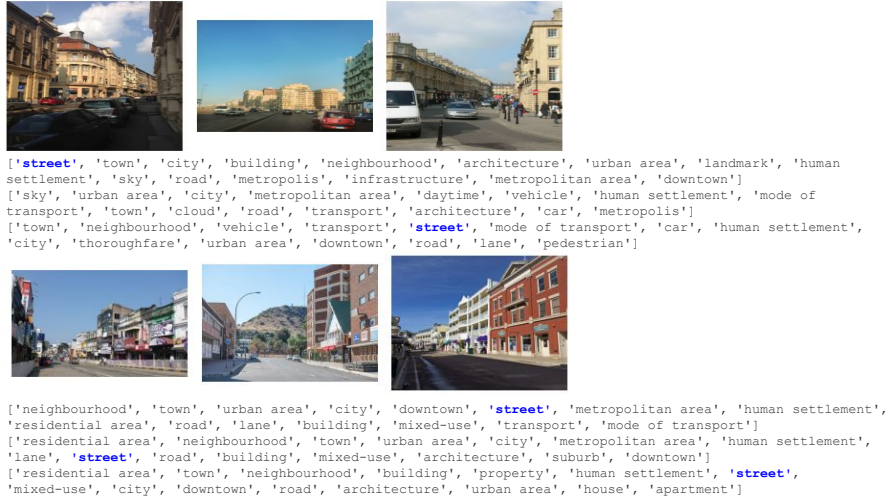 ['street', 'town', 'city', 'building', 'neighbourhood', 'architecture', 'urban area', 'landmark', 'human
settlement', 'sky', 'road', 'metropolis', 'infrastructure', 'metropolitan area', 'downtown']
['sky', 'urban area', 'city', 'metropolitan area', 'daytime', 'vehicle', 'human settlement', 'mode of
transport', 'town', 'cloud', 'road', 'transport', 'architecture', 'car', 'metropolis']
['town', 'neighbourhood', 'vehicle', 'transport', 'street', 'mode of transport', 'car', 'human settlement',
'city', 'thoroughfare', 'urban area', 'downtown', 'road', 'lane', 'pedestrian']
['neighbourhood', 'town', 'urban area', 'city', 'downtown', 'street', 'metropolitan area', 'human settlement',
'residential area', 'road', 'lane', 'building', 'mixed-use', 'transport', 'mode of transport']
['residential area', 'neighbourhood', 'town', 'urban area', 'city', 'metropolitan area', 'human settlement',
'lane', 'street', 'road', 'building', 'mixed-use', 'architecture', 'suburb', 'downtown']
['residential area', 'town', 'neighbourhood', 'building', 'property', 'human settlement', 'street',
'mixed-use', 'city', 'downtown', 'road', 'architecture', 'urban area', 'house', 'apartment']